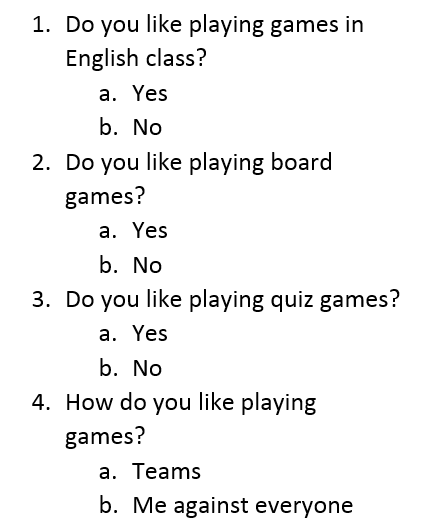 1. Do you like playing games in
English class?
a. Yes
b. No
2. Do you like playing board
games?
a. Yes
b. No
3. Do you like playing quiz games?
a. Yes
b. No
4. How do you like playing
games?
a. Teams
b. Me against everyone